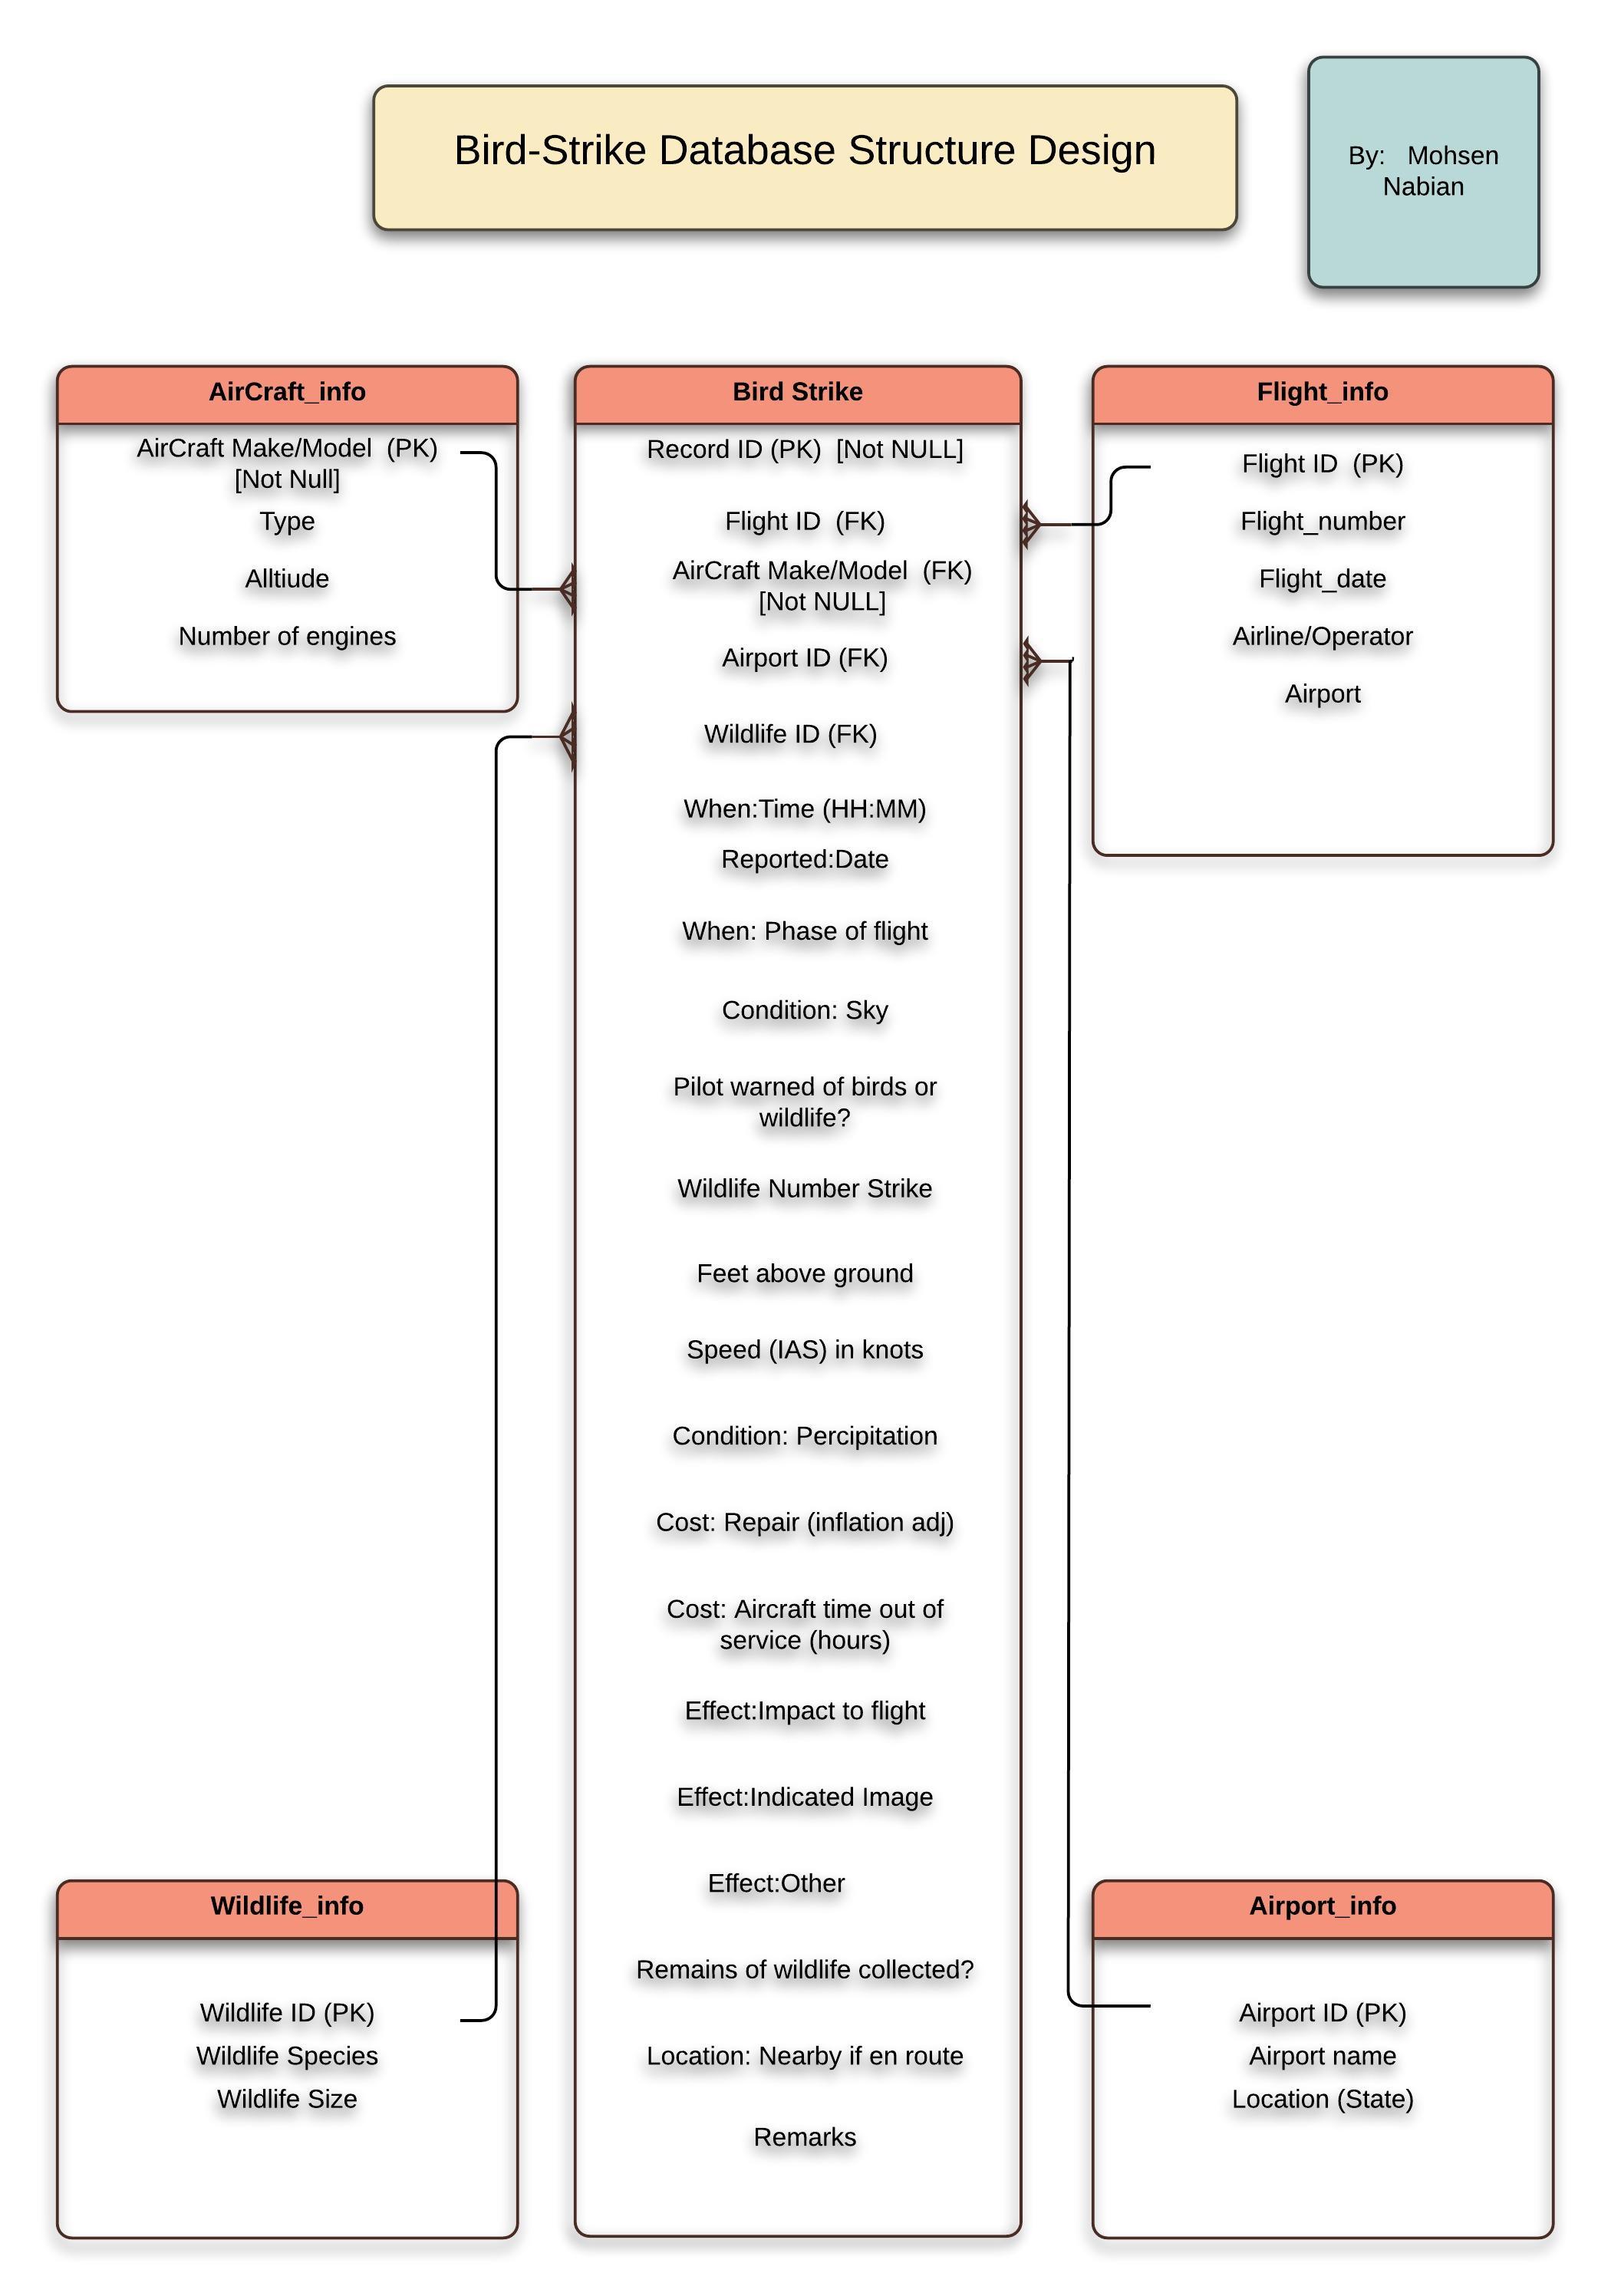 Bird-Strike Database Structure Design
By: Mohsen
Nabian
AirCraft_info
AirCraft Make/Model (PK)
[Not Null]
Type
Alltiude
Number of engines
Bird Strike
Record ID (PK) [Not NULL]
Flight ID (FK)
AirCraft Make/Model (FK)
[Not NULL]
Airport ID (FK)
Wildlife ID (FK)
When:Time (HH:MM)
Reported:Date
When: Phase of flight
Condition: Sky
Pilot warned of birds or
wildlife?
Wildlife Number Strike
Feet above ground
Speed (IAS) in knots
Condition: Percipitation
Cost: Repair (inflation adj)
Cost: Aircraft time out of
service (hours)
Effect:Impact to flight
Effect:Indicated Image
Effect:Other
Remains of wildlife collected?
Location: Nearby if en route
Remarks
Flight_info
Flight ID (PK)
Flight_number
Flight_date
Airline/Operator
Airport
Wildlife_info
Wildlife ID (PK)
Wildlife Species
Wildlife Size
Airport_info
Airport ID (PK)
Airport name
Location (State)